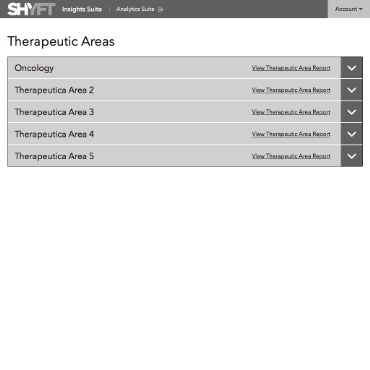 SHYFT Insights Suite | Analytics Suite Account
Therapeutic Areas
Oncology View Therapeutic Area Report
Therapeutica Area 2 View Therapeutic Area Report
Therapeutica Area 3 View Therapeutic Area Report
Therapeutica Area 4 View Therapeutic Area Report
Therapeutica Area 5 View Therapeutic Area Report